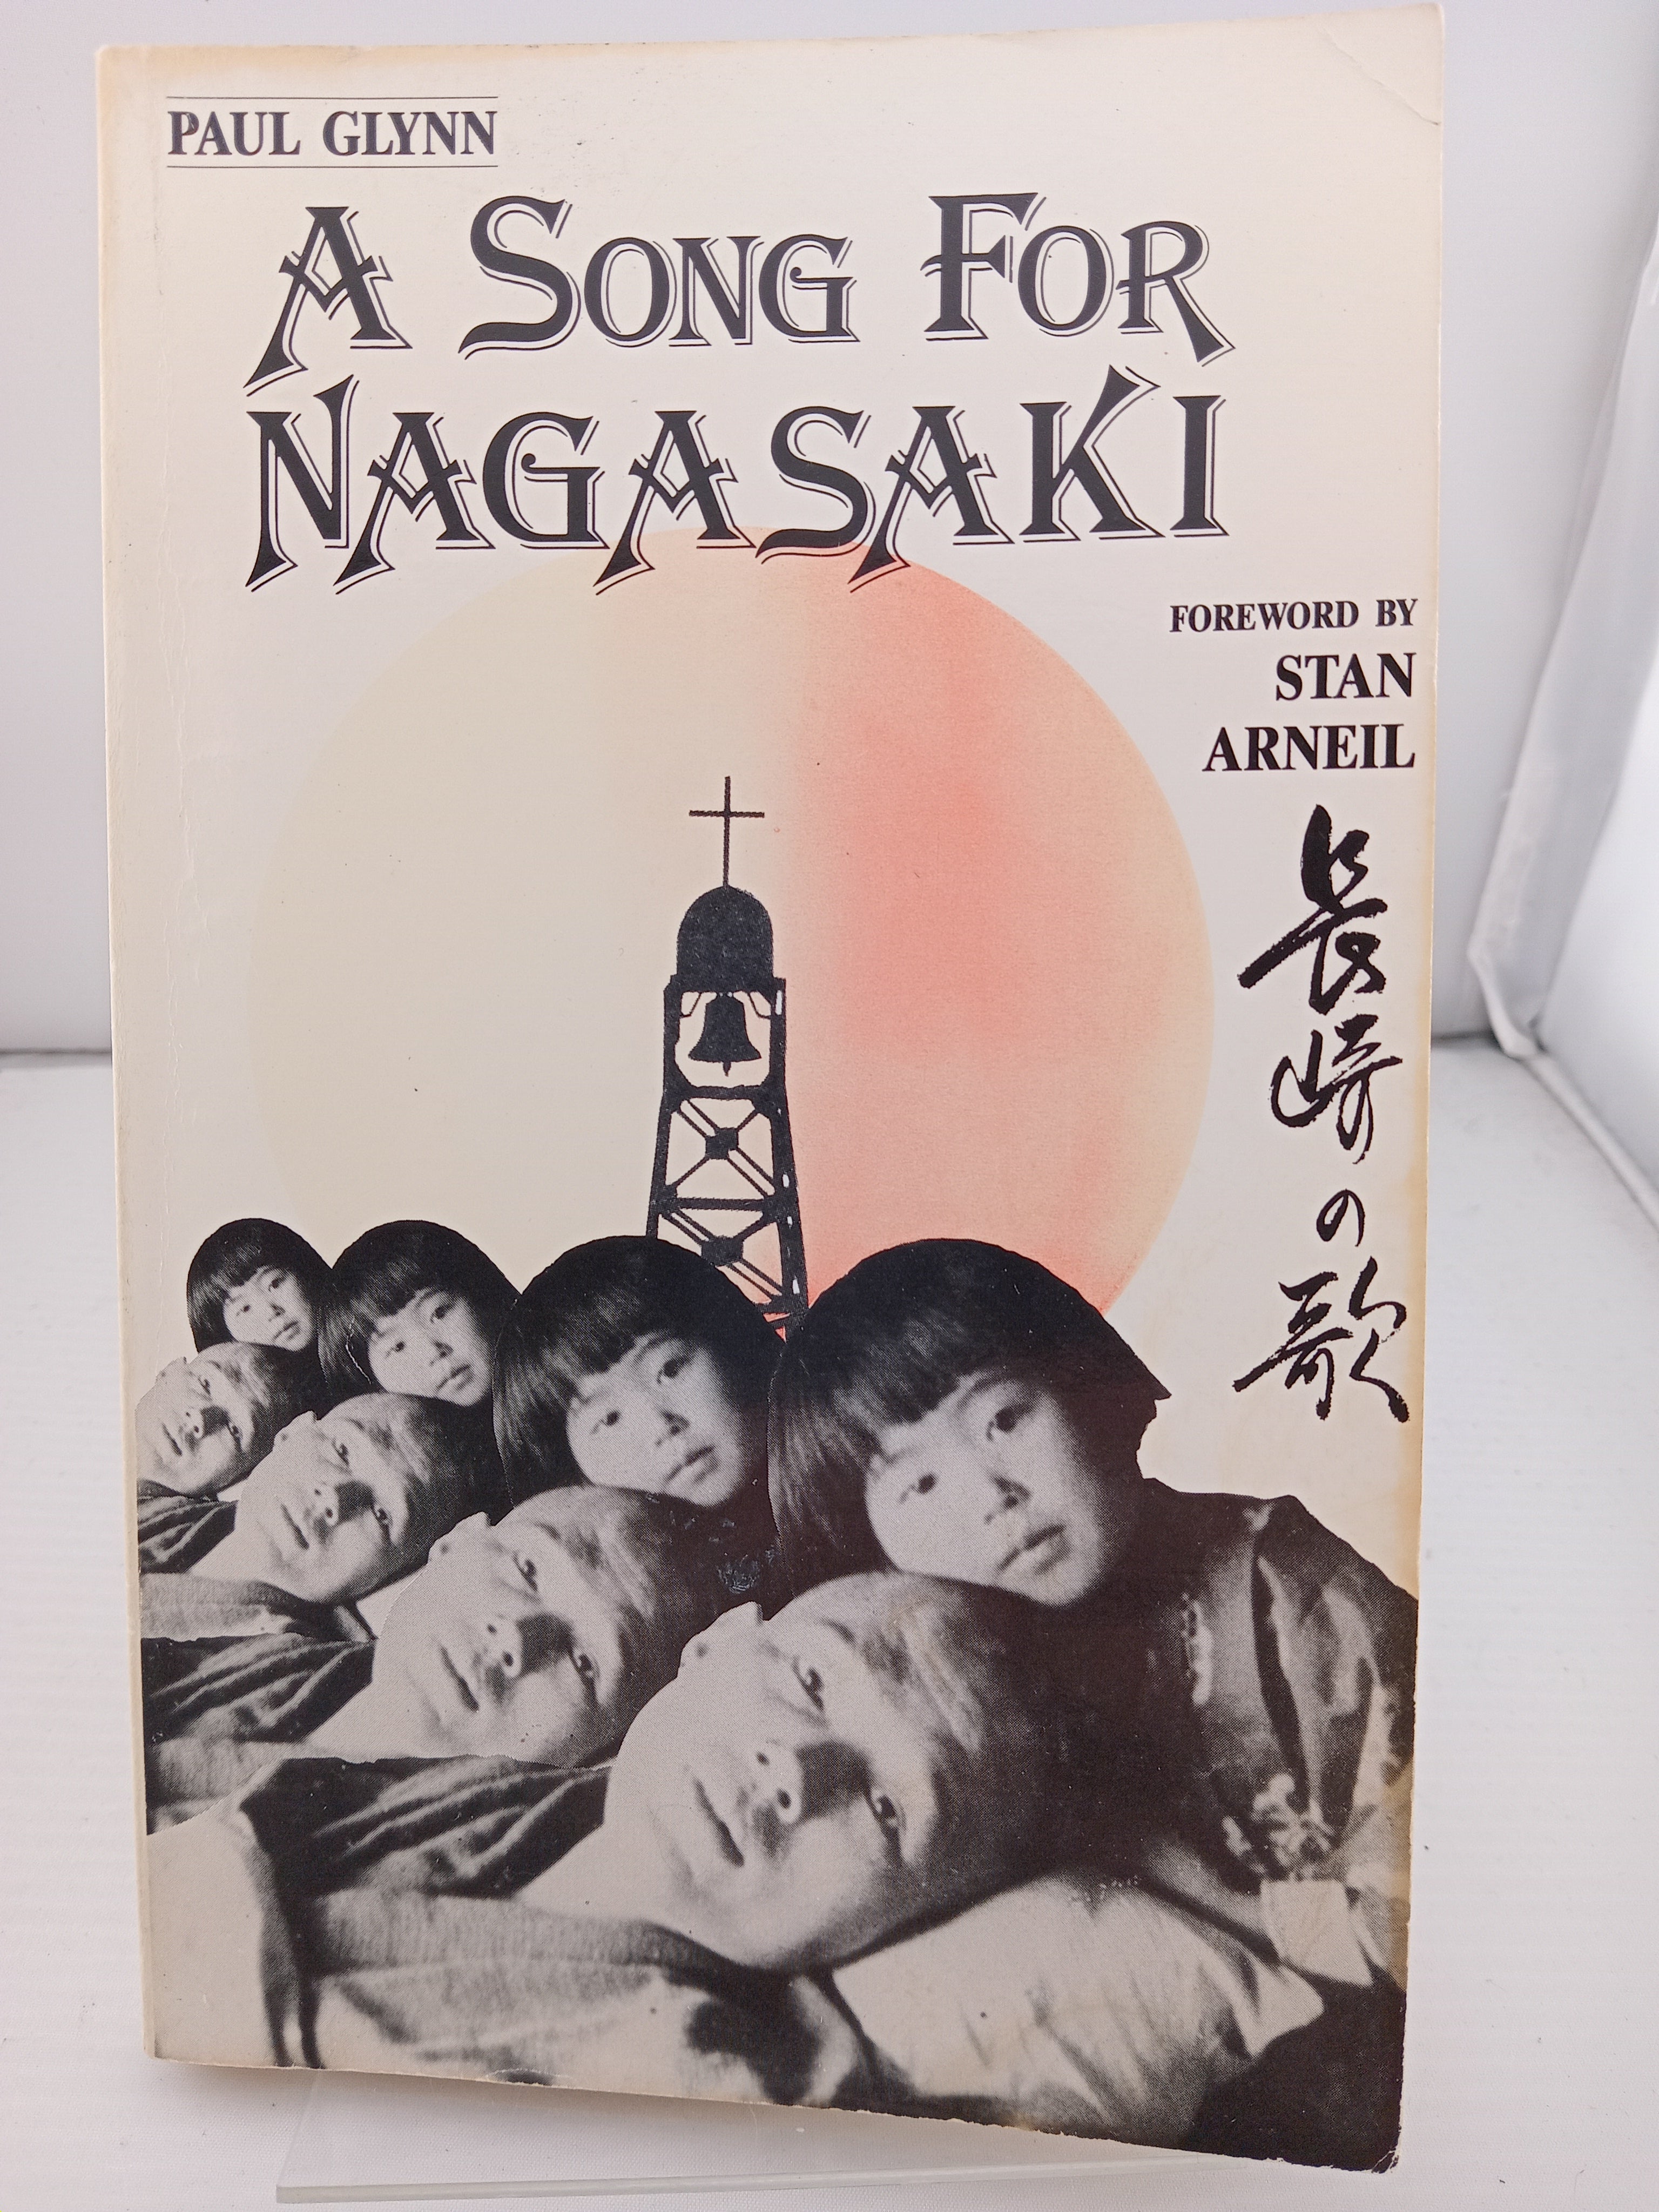 PAUL GLYNN
A SONG FOR
NAGASAKI
FOREWORD BY
STAN
ARNEIL
長崎の歌